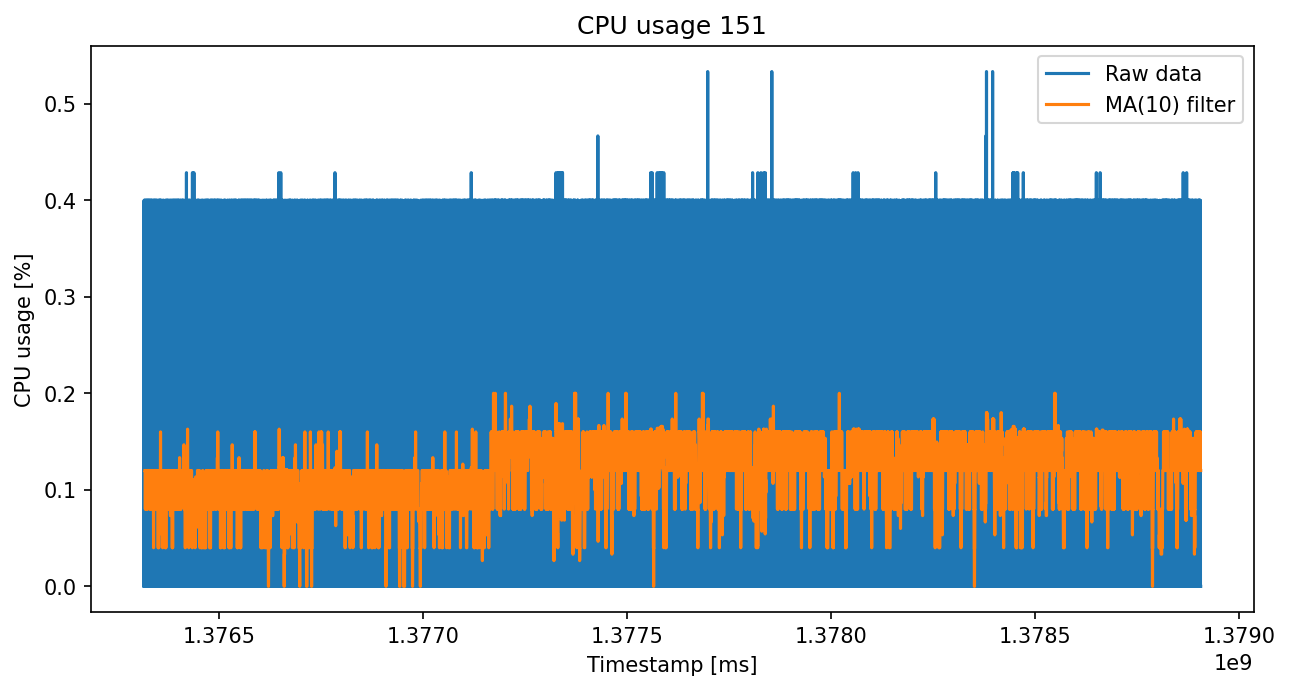 CPU usage 151
Raw data
MA(10) filter
CPU usage [%]
0.5
0.4
0.3
0.2
0.1
0.0
1.3765 1.3770 1.3775 1.3780 1.3785 1.3790
1e9
Timestamp [ms]